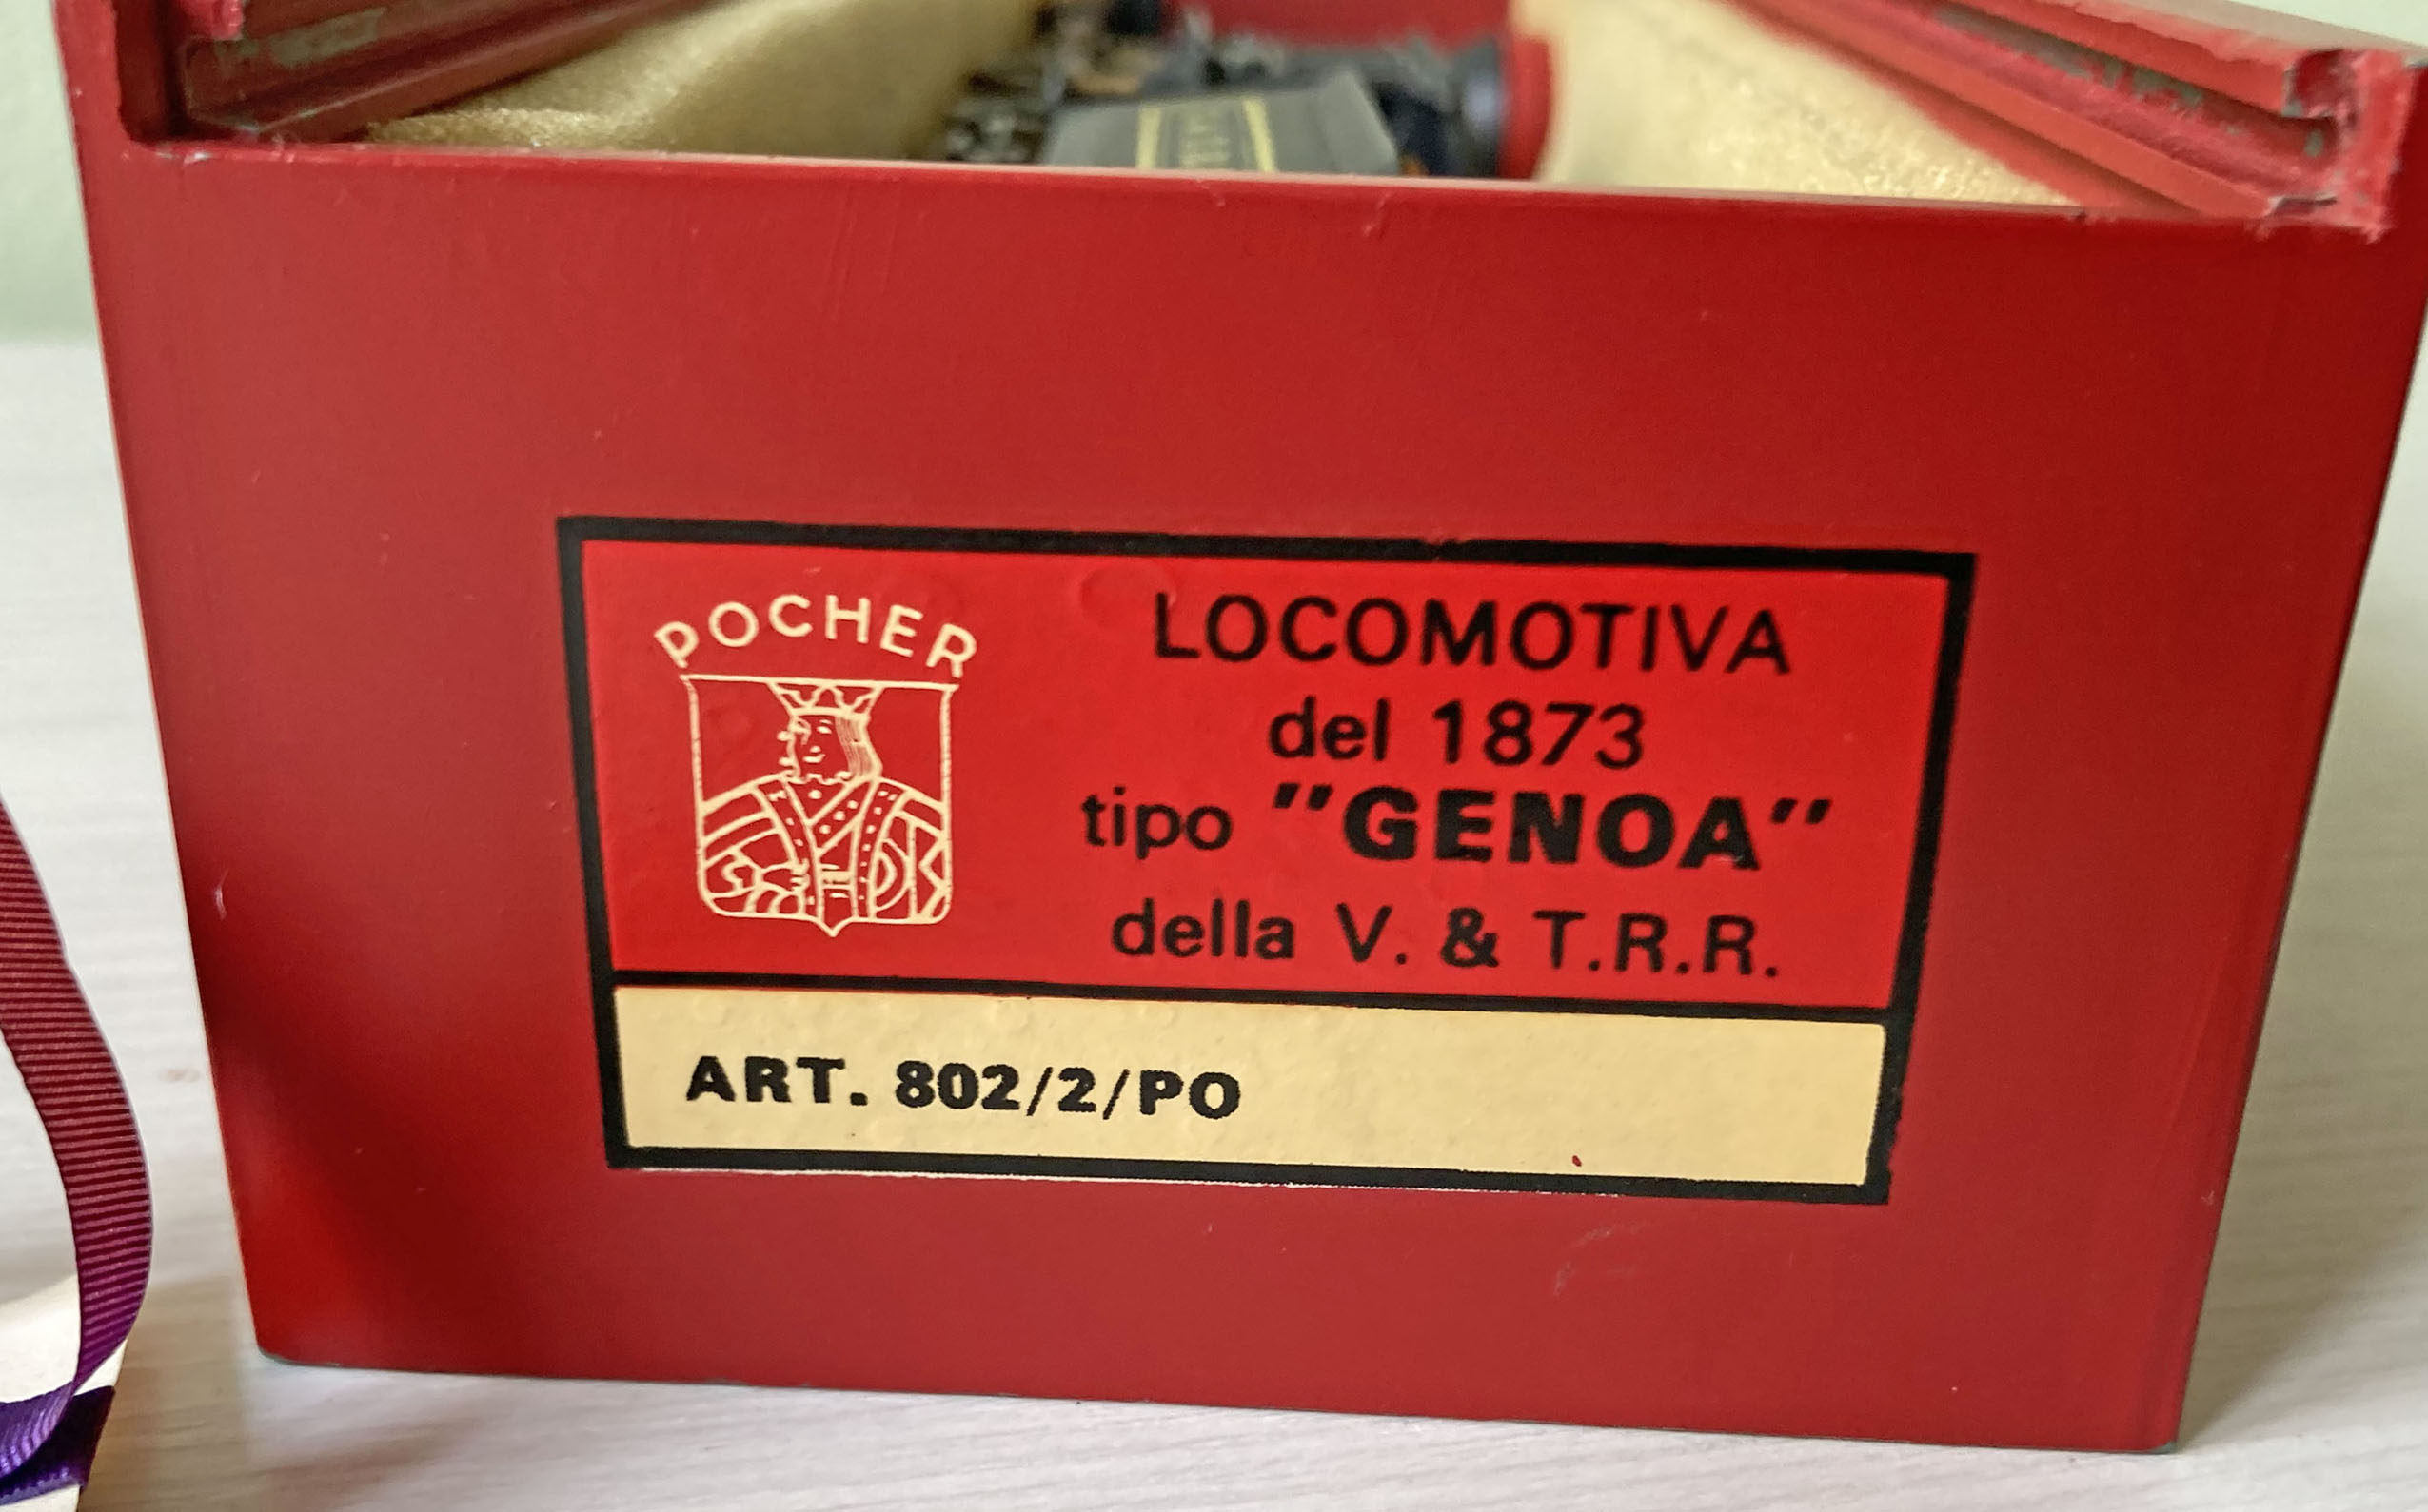 POCHER
LOCOMOTIVA
del 1873
tipo "GENOA"
della V. & T.R.R.
ART. 802/2/PO